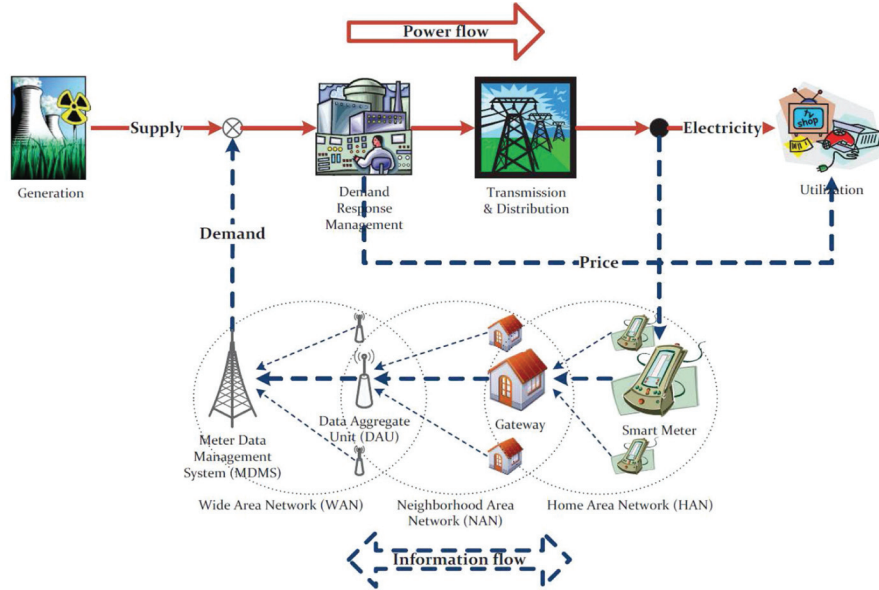 Power flow
Supply
Electricity
Generation
Demand
Response
Management
Transmission
& Distribution
Utilization
tv
shop
Demand
Price
Meter Data
Management
System (MDMS)
Data Aggregate
Unit (DAU)
Gateway
Smart Meter
Wide Area Network (WAN)
Neighborhood Area
Network (NAN)
Home Area Network (HAN)
Information flow